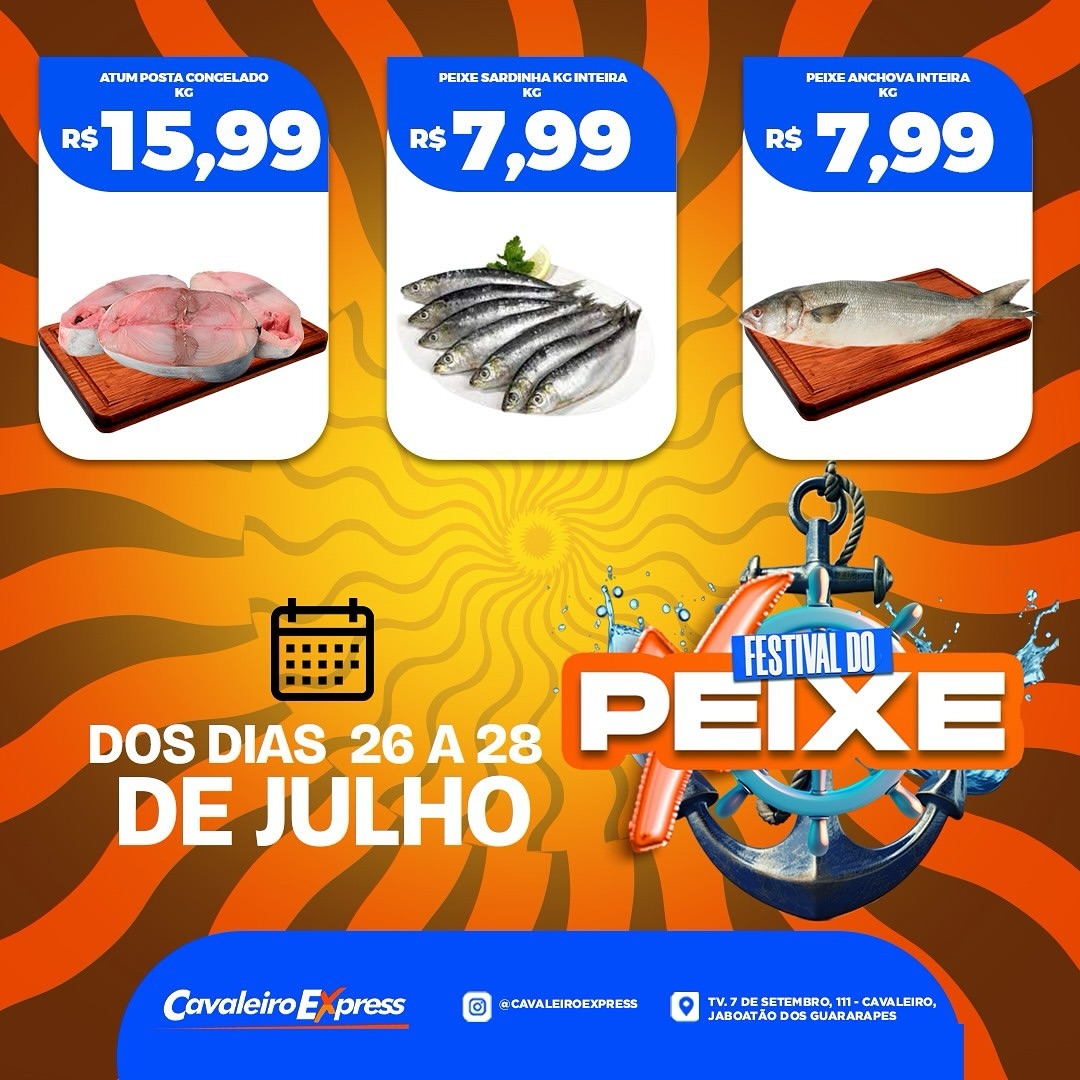 ATUM POSTA CONGELADO
KG
R$ 15,99
PEIXE SARDINHA KG INTEIRA
KG
R$ 7,99
PEIXE ANCHOVA INTEIRA
KG
R$ 7,99
DOS DIAS 26 A 28
DE JULHO
FESTIVAL DO
PEIXE
Cavaleiro EXpress
@CAVALEIROEXPRESS
TV. 7 DE SETEMBRO, 111 - CAVALEIRO,
JABOATÃO DOS GUARARAPES